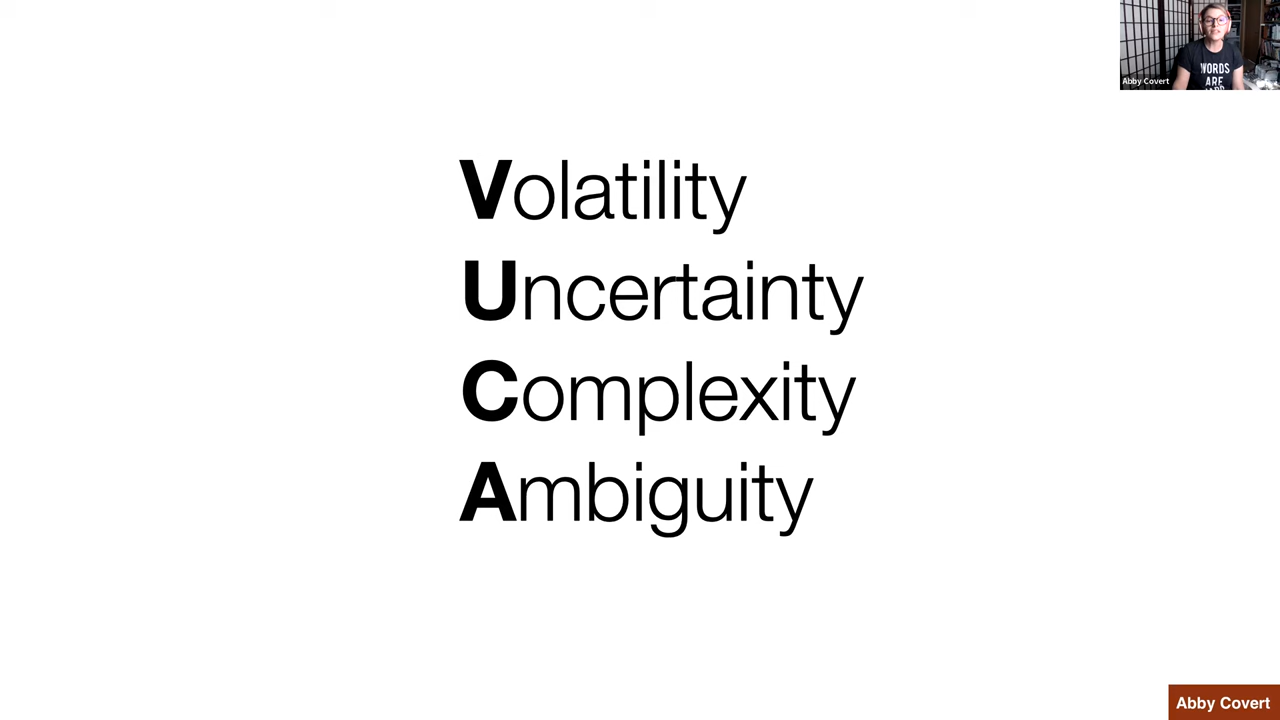 Abby Covert
WORDS
ARE
Volatility
Uncertainty
Complexity
Ambiguity
Abby Covert